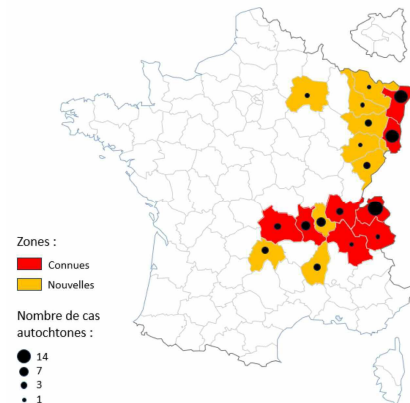 Zones :
Connues
Nouvelles
Nombre de cas
autochtones :
14
7
3
1